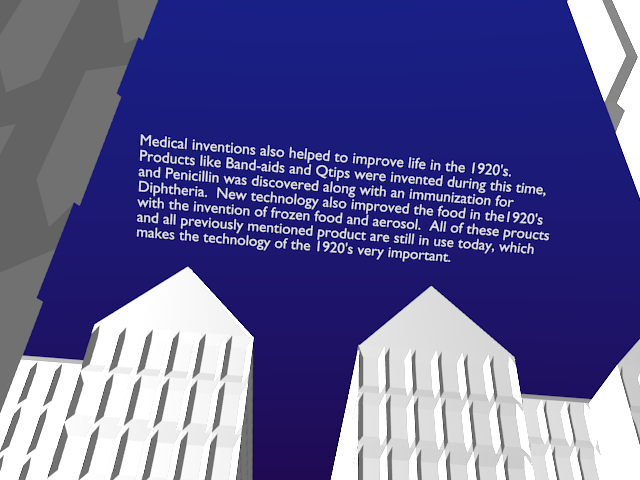 Medical inventions also helped to improve life in the 1920's.
Products like Band-aids and Qtips were invented during this time,
and Penicillin was discovered along with an immunization for
Diphtheria.  New technology also improved the food in the1920's
with the invention of frozen food and aerosol.  All of these proucts
and all previously mentioned product are still in use today, which
makes the technology of the 1920's very important.